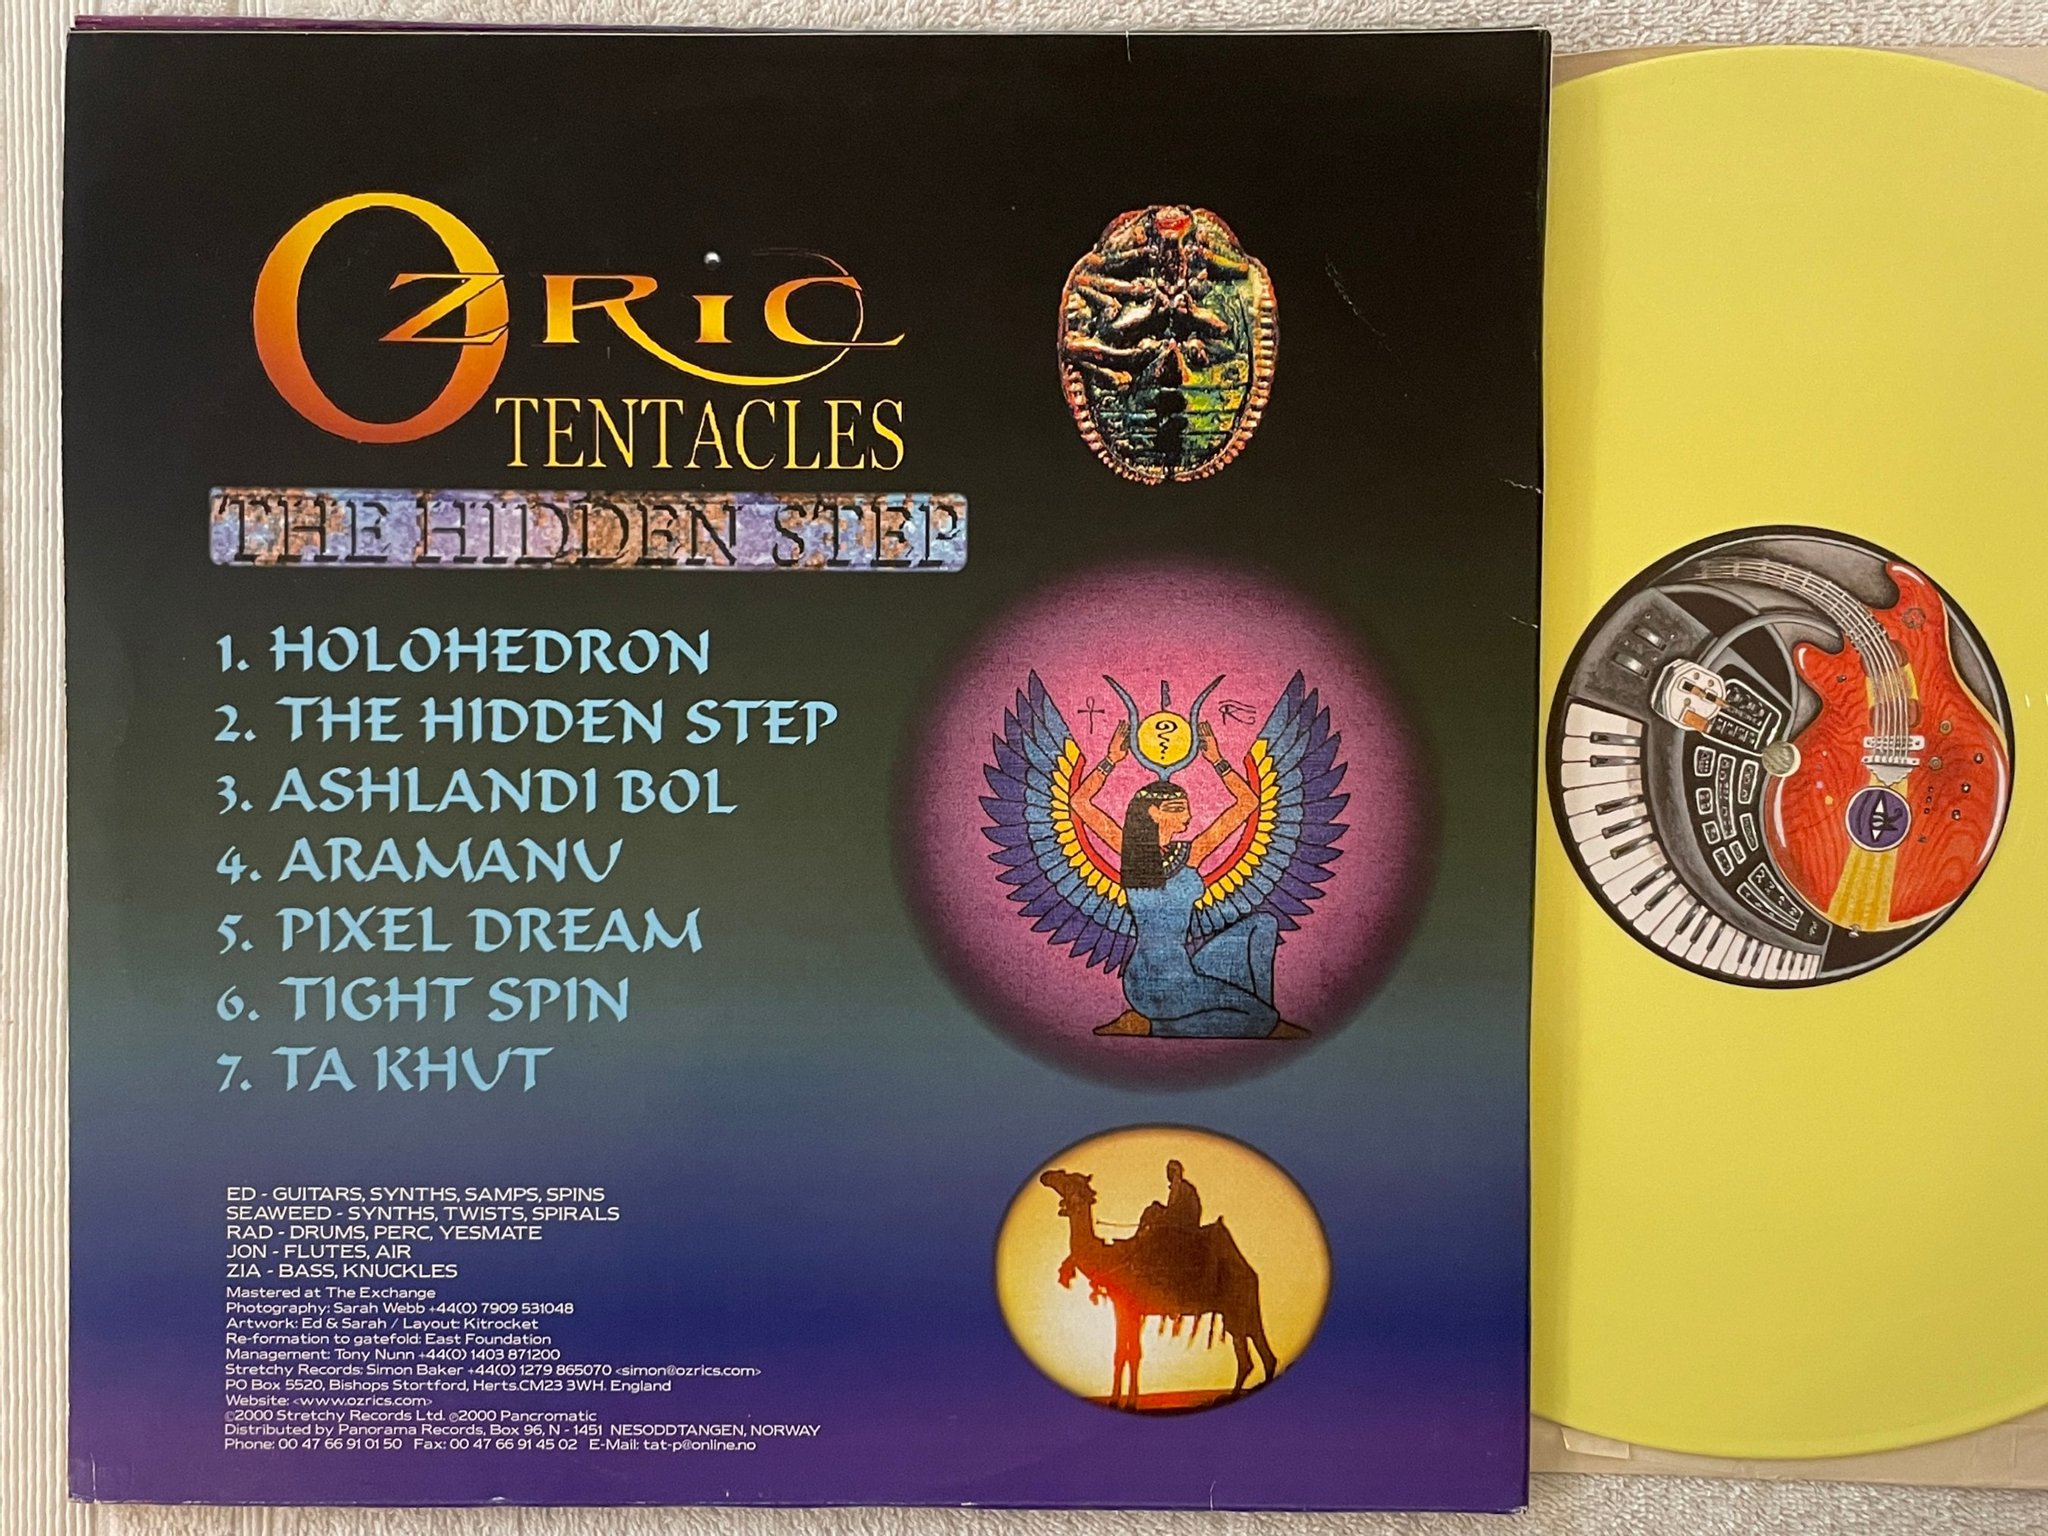 OZRIC
TENTACLES
THE HIDDEN STEP
1. HOLOHEDRON
2. THE HIDDEN STEP
3. ASHLANDI BOL
4. ARAMANU
5. PIXEL DREAM
6. TIGHT SPIN
7. TA KHUT
ED - GUITARS, SYNTHS, SAMPS, SPINS
SEAWEED - SYNTHS, TWISTS, SPIRALS
RAD - DRUMS, PERC, YESMATE
JON - FLUTES, AIR
ZIA - BASS, KNUCKLES
Mastered at The Exchange
Photography: Sarah Webb +44(0) 7909 531048
Artwork: Ed & Sarah / Layout: Kitrocket
Re-formation to gatefold: East Foundation
Management: Tony Nunn +44(0) 1403 871200
Stretchy Records: Simon Baker +44(0) 1279 865070 <simon@ozrics.com>
PO Box 5520, Bishops Stortford, Herts.CM23 3WH. England
Website: <www.ozrics.com>
©2000 Stretchy Records Ltd. ℗2000 Pancromatic
Distributed by Panorama Records, Box 96, N - 1451 NESODDTANGEN, NORWAY
Phone: 00 47 66 91 01 50 Fax: 00 47 66 91 45 02 E-Mail: tat-p@online.no